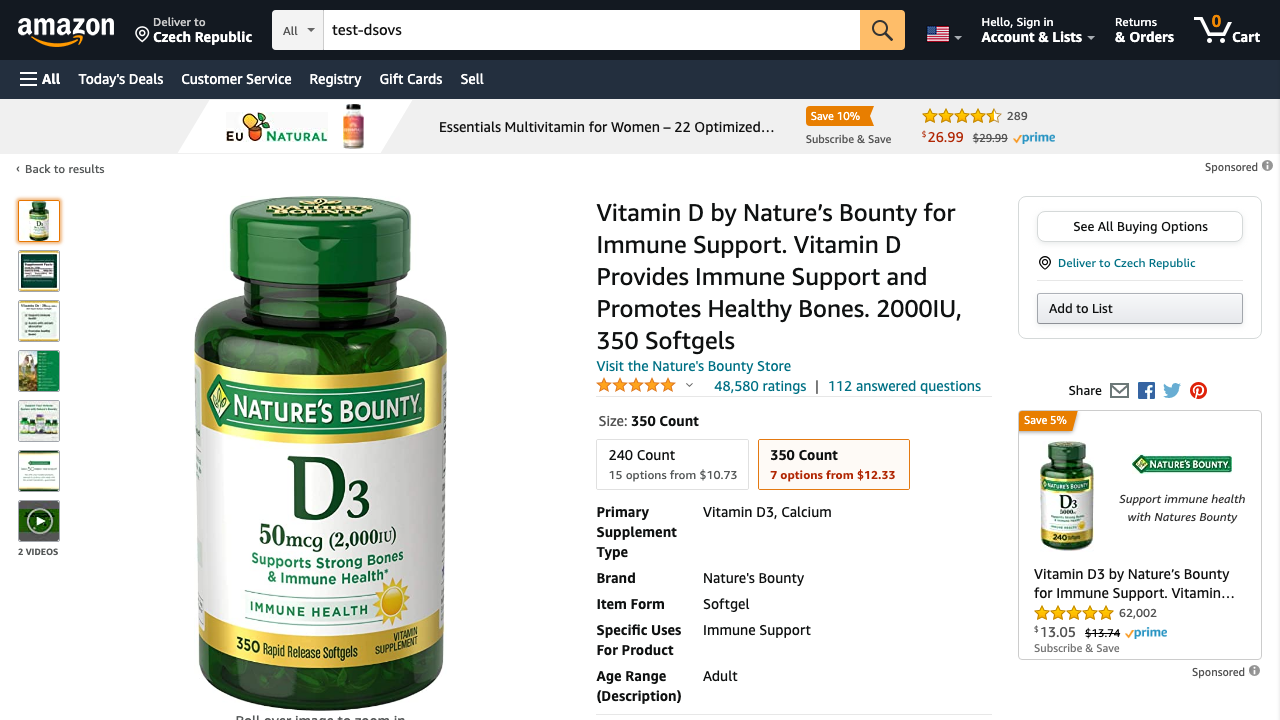 amazon
Deliver to
Czech Republic
All
test-dsovs
Hello, Sign in
Account & Lists
Returns
& Orders
0
Cart
All
Today's Deals
Customer Service
Registry
Gift Cards
Sell
EU NATURAL
Essentials Multivitamin for Women – 22 Optimized…
Save 10%
Subscribe & Save
289
$26.99 $29.99 prime
‹ Back to results
Sponsored
2 VIDEOS
NATURE'S BOUNTY
NATURE'S BOUNTY
D3
50mcg (2,000IU)
Supports Strong Bones
& Immune Health*
IMMUNE HEALTH
350 Rapid Release Softgels
VITAMIN
SUPPLEMENT
Roll over image to zoom in
Vitamin D by Nature’s Bounty for
Immune Support. Vitamin D
Provides Immune Support and
Promotes Healthy Bones. 2000IU,
350 Softgels
Visit the Nature's Bounty Store
48,580 ratings | 112 answered questions
Size: 350 Count
240 Count
15 options from $10.73
350 Count
7 options from $12.33
Primary Supplement Type
Vitamin D3, Calcium
Brand
Nature's Bounty
Item Form
Softgel
Specific Uses For Product
Immune Support
Age Range (Description)
Adult
See All Buying Options
Deliver to Czech Republic
Add to List
Share
Save 5%
NATURE'S BOUNTY
D3
240 Softgels
NATURE'S BOUNTY
Support immune health
with Natures Bounty
Vitamin D3 by Nature’s Bounty
for Immune Support. Vitamin…
62,002
$13.05 $13.74 prime
Subscribe & Save
Sponsored